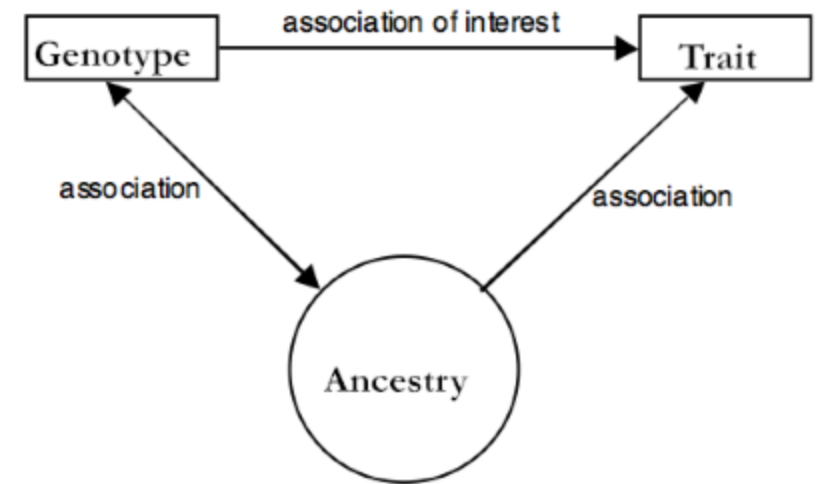 association of interest
Genotype
Trait
association
association
Ancestry